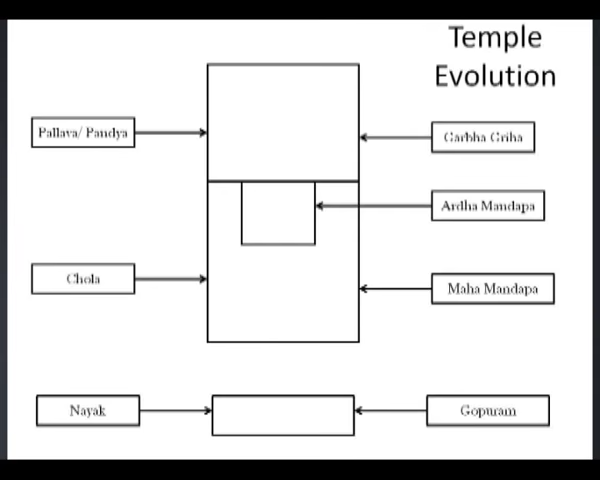 Temple
Evolution
Pallava/ Pandya
Garbha Griha
Ardha Mandapa
Chola
Maha Mandapa
Nayak
Gopuram